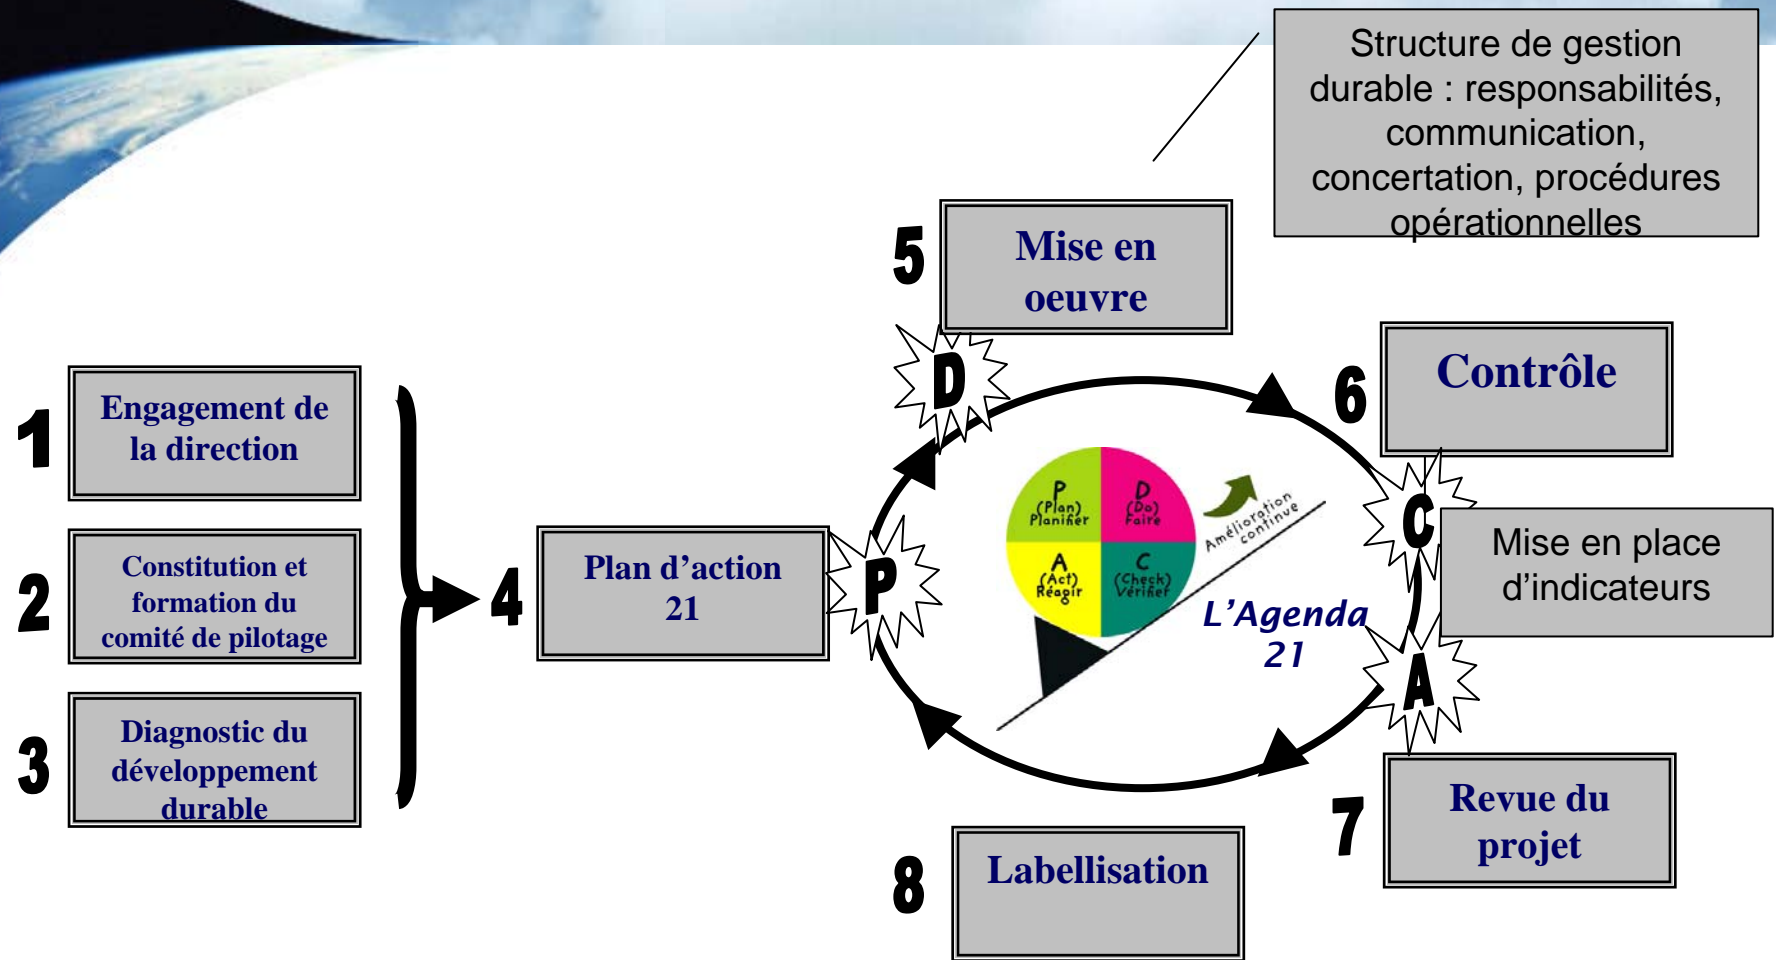 Structure de gestion
durable : responsabilités,
communication,
concertation, procédures
opérationnelles
5
Mise en
oeuvre
D
6
Contrôle
C
Mise en place
d’indicateurs
1
Engagement de
la direction
2
Constitution et
formation du
comité de pilotage
3
Diagnostic du
développement
durable
4
Plan d’action
21
P
P
(Plan)
Planifier
D
(Do)
Faire
A
(Act)
Réagir
C
(Check)
Vérifier
Amélioration
continue
L’Agenda
21
A
7
Revue du
projet
8
Labellisation